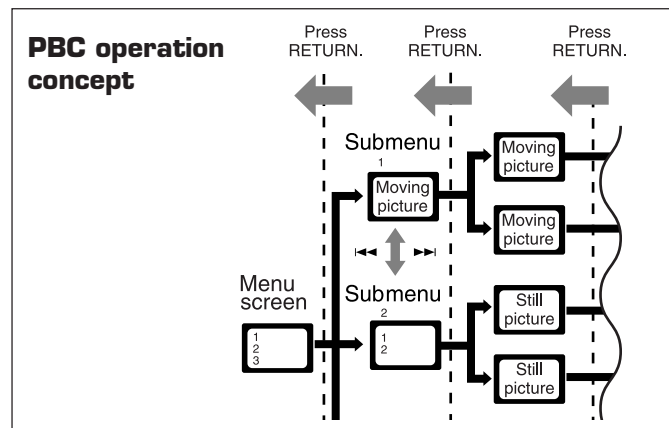 PBC operation
concept
Press
RETURN.
Press
RETURN.
Press
RETURN.
Submenu
1
Moving
picture
Moving
picture
Moving
picture
Menu
screen
1
2
3
Submenu
2
1
2
Still
picture
Still
picture